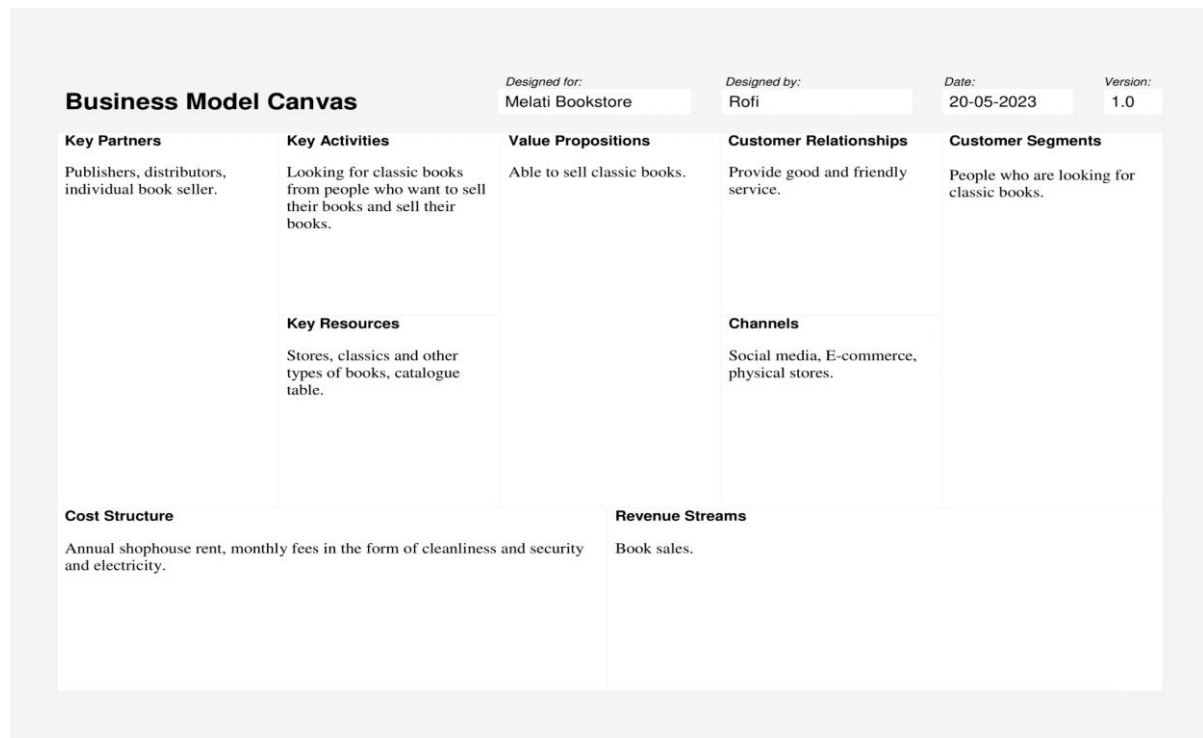 Business Model Canvas
Designed for:
Melati Bookstore
Designed by:
Rofi
Date:
20-05-2023
Version:
1.0
Key Partners
Publishers, distributors,
individual book seller.
Key Activities
Looking for classic books
from people who want to sell
their books and sell their
books.
Key Resources
Stores, classics and other
types of books, catalogue
table.
Value Propositions
Able to sell classic books.
Customer Relationships
Provide good and friendly
service.
Channels
Social media, E-commerce,
physical stores.
Customer Segments
People who are looking for
classic books.
Cost Structure
Annual shophouse rent, monthly fees in the form of cleanliness and security
and electricity.
Revenue Streams
Book sales.